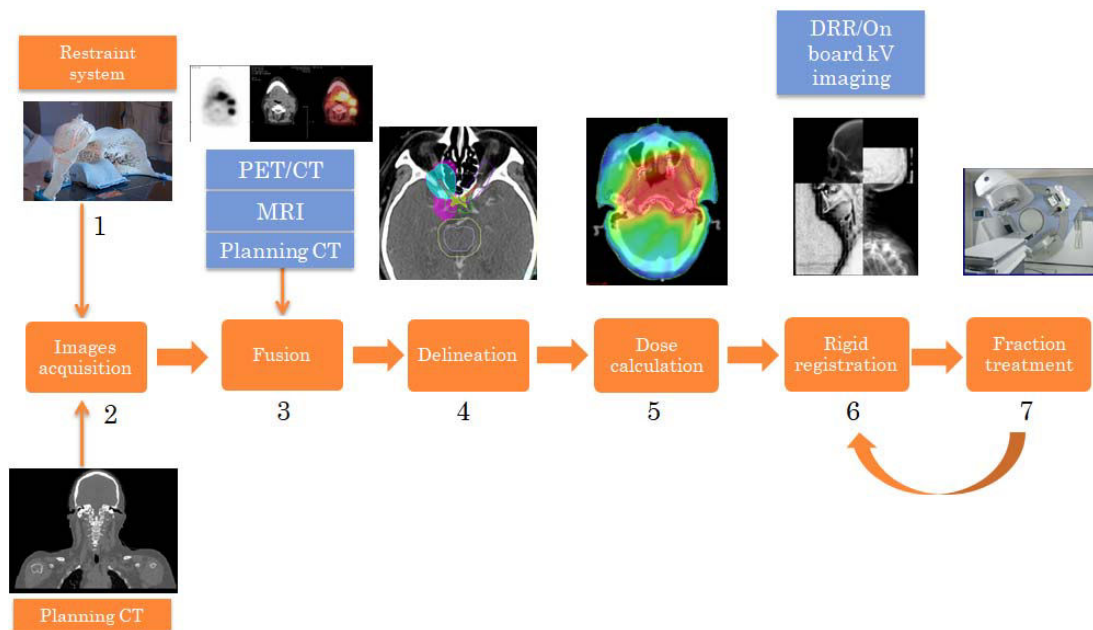 Restraint
system
DRR/On
board kV
imaging
PET/CT
MRI
Planning CT
1
Images
acquisition
Fusion
Delineation
Dose
calculation
Rigid
registration
Fraction
treatment
2
3
4
5
6
7
Planning CT